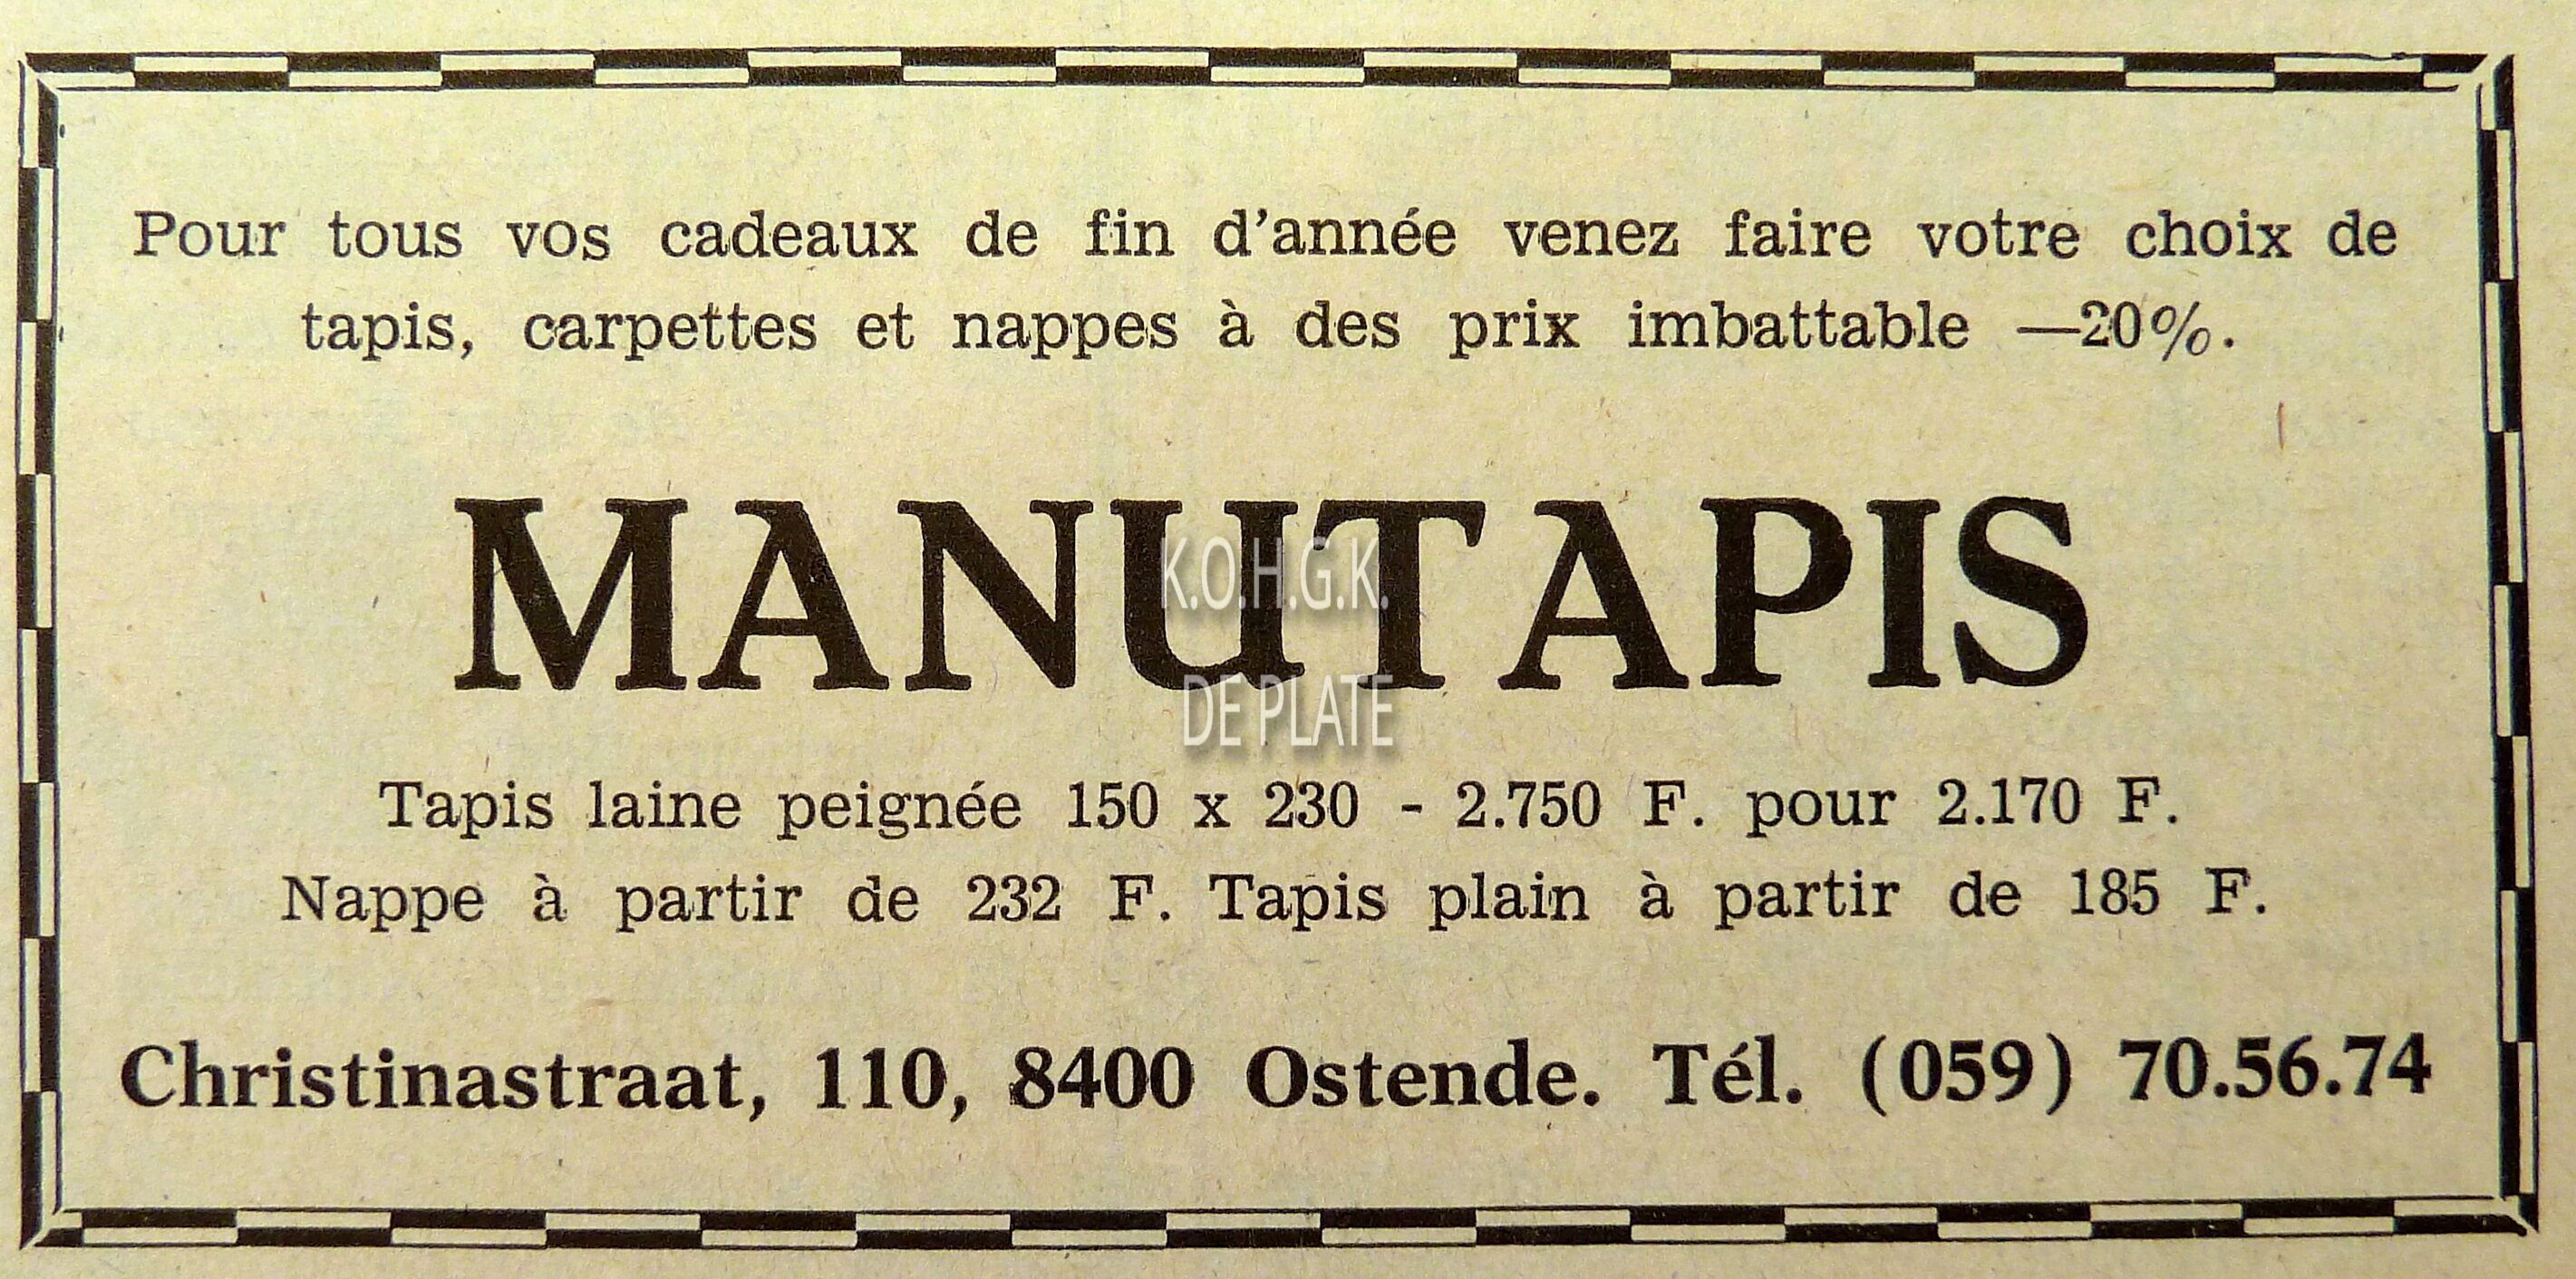 Pour tous vos cadeaux de fin d'année venez faire votre choix de
tapis, carpettes et nappes à des prix imbattable —20%.
MANUTAPIS
K.O.H.G.K.
DE PLATE
Tapis laine peignée 150 x 230 - 2.750 F. pour 2.170 F.
Nappe à partir de 232 F. Tapis plain à partir de 185 F.
Christinastraat, 110, 8400 Ostende. Tél. (059) 70.56.74